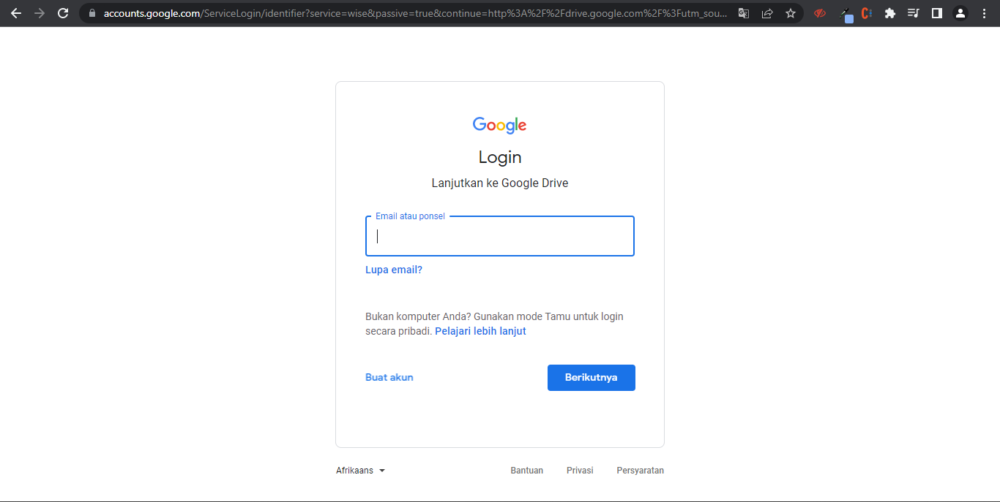 accounts.google.com/ServiceLogin/identifier?service=wise&passive=true&continue=http%3A%2F%2Fdrive.google.com%2F%3Futm_sou...
Google
Login
Lanjutkan ke Google Drive
Email atau ponsel
Lupa email?
Bukan komputer Anda? Gunakan mode Tamu untuk login
secara pribadi. Pelajari lebih lanjut
Buat akun
Berikutnya
Afrikaans
Bantuan
Privasi
Persyaratan